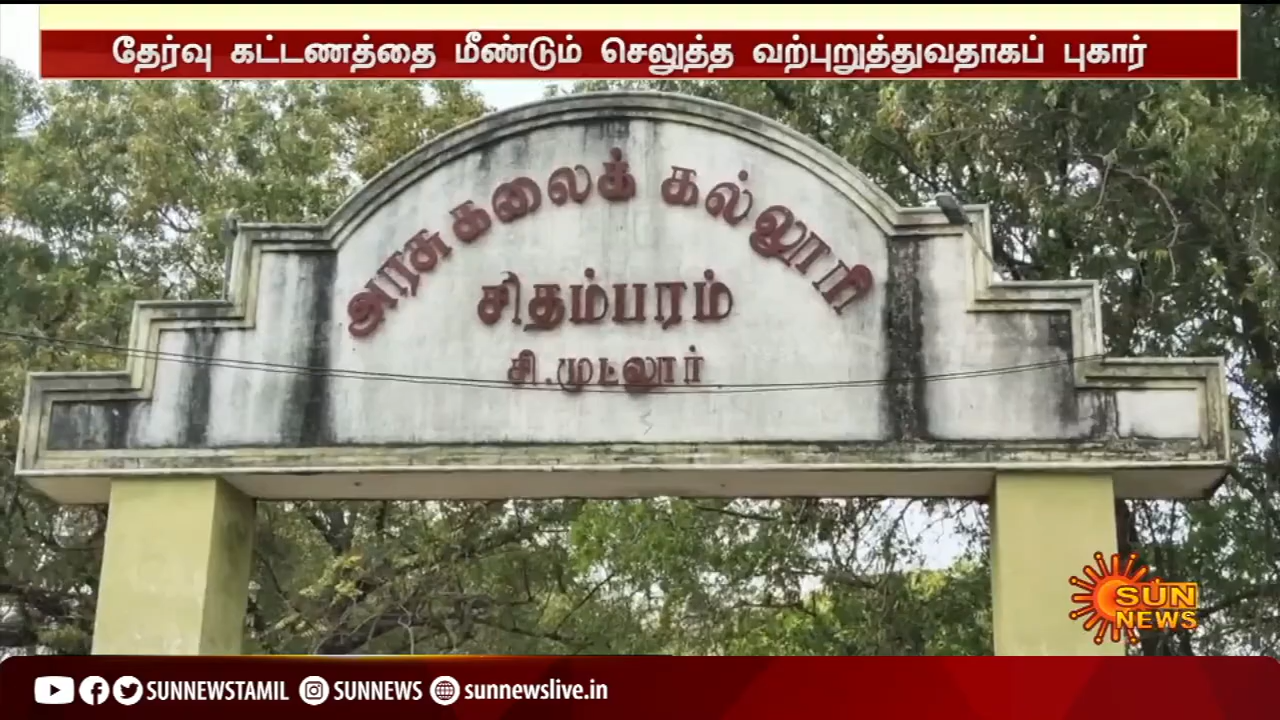 தேர்வு கட்டணத்தை மீண்டும் செலுத்த வற்புறுத்துவதாகப் புகார்
அரசு கலைக் கல்லூரி
சிதம்பரம்
சி.முட்லூர்
SUN
NEWS
SUNNEWSTAMIL SUNNEWS sunnewslive.in